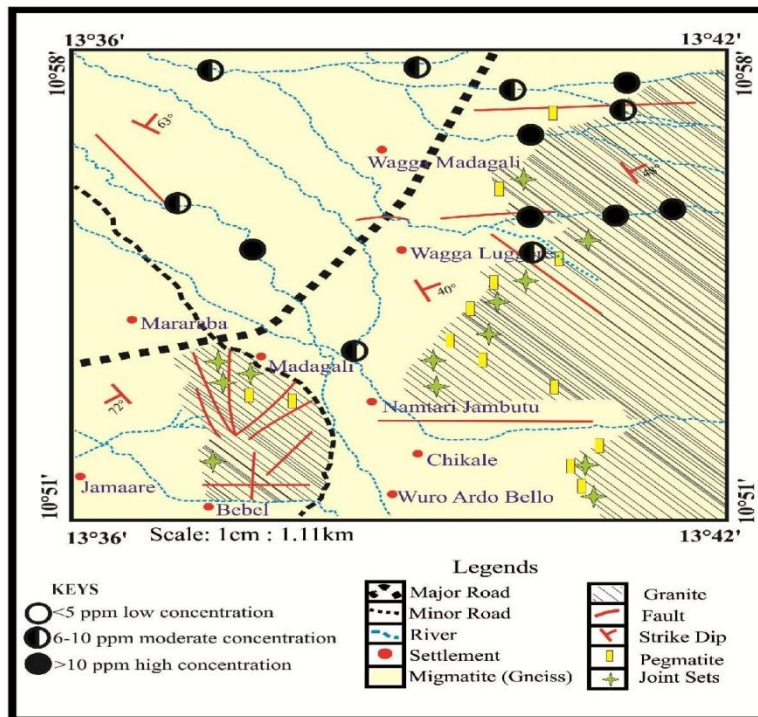 13°36' 13°42'
10°58' 10°58'
63°
Wagga Madagali
48°
Wagga Luggere
40°
Mararaba
Madagali
72°
Namtari Jambutu
Chikale
Jamaare
Wuro Ardo Bello
Bebel
10°51' 10°51'
13°36' 13°42'
Scale: 1cm : 1.11km
KEYS
<5 ppm low concentration
6-10 ppm moderate concentration
>10 ppm high concentration
Legends
Major Road
Minor Road
River
Settlement
Migmatite (Gneiss)
Granite
Fault
Strike Dip
Pegmatite
Joint Sets